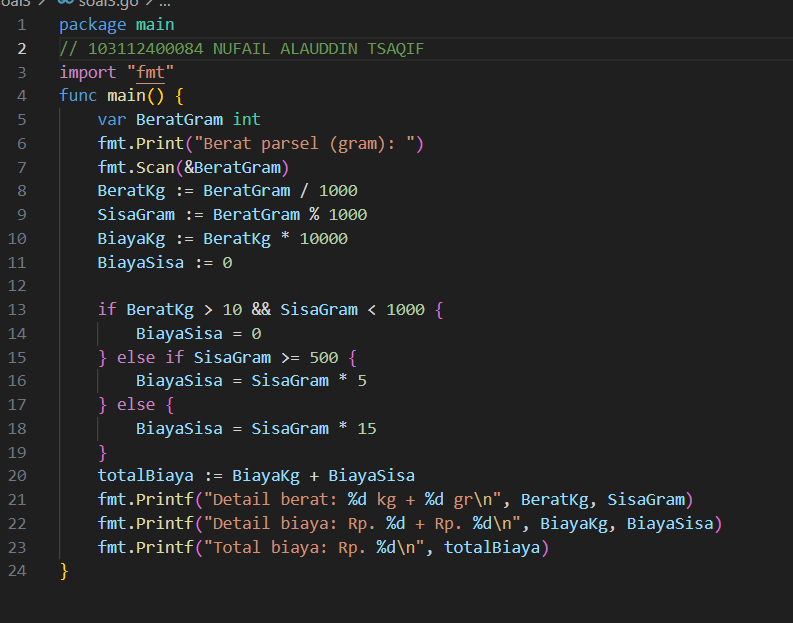 soal3.go > ...
1 package main
2 // 103112400084 NUFAIL ALAUDDIN TSAQIF
3 import "fmt"
4 func main() {
5 var BeratGram int
6 fmt.Print("Berat parsel (gram): ")
7 fmt.Scan(&BeratGram)
8 BeratKg := BeratGram / 1000
9 SisaGram := BeratGram % 1000
10 BiayaKg := BeratKg * 10000
11 BiayaSisa := 0
12
13 if BeratKg > 10 && SisaGram < 1000 {
14 BiayaSisa = 0
15 } else if SisaGram >= 500 {
16 BiayaSisa = SisaGram * 5
17 } else {
18 BiayaSisa = SisaGram * 15
19 }
20 totalBiaya := BiayaKg + BiayaSisa
21 fmt.Printf("Detail berat: %d kg + %d gr\n", BeratKg, SisaGram)
22 fmt.Printf("Detail biaya: Rp. %d + Rp. %d\n", BiayaKg, BiayaSisa)
23 fmt.Printf("Total biaya: Rp. %d\n", totalBiaya)
24 }